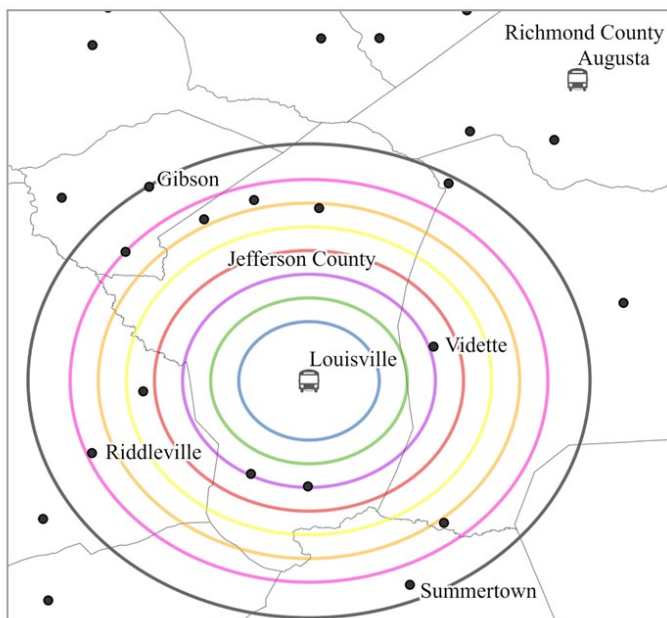 Richmond County
Augusta
Gibson
Jefferson County
Louisville
Vidette
Riddleville
Summertown